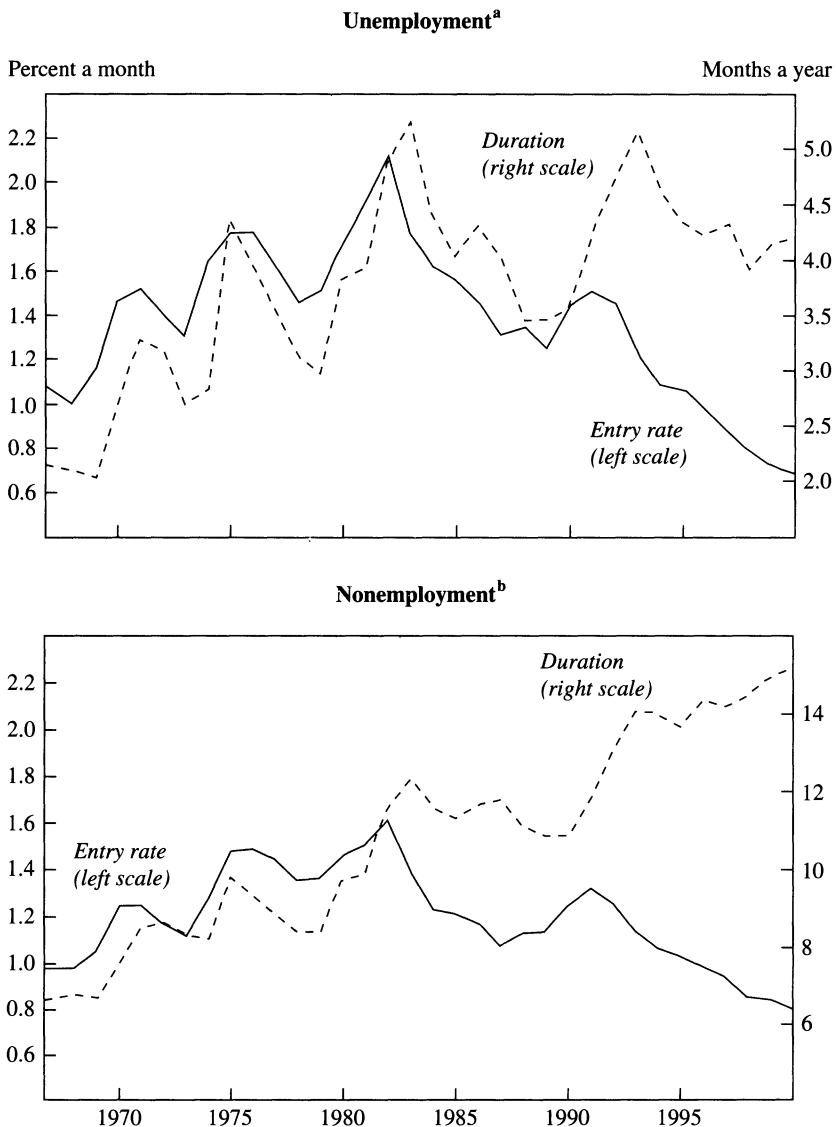 Unemploymentᵃ
Percent a month
Months a year
2.2
2.0
1.8
1.6
1.4
1.2
1.0
0.8
0.6
Duration
(right scale)
Entry rate
(left scale)
5.0
4.5
4.0
3.5
3.0
2.5
2.0
Nonemploymentᵇ
2.2
2.0
1.8
1.6
1.4
1.2
1.0
0.8
0.6
Entry rate
(left scale)
Duration
(right scale)
14
12
10
8
6
1970 1975 1980 1985 1990 1995